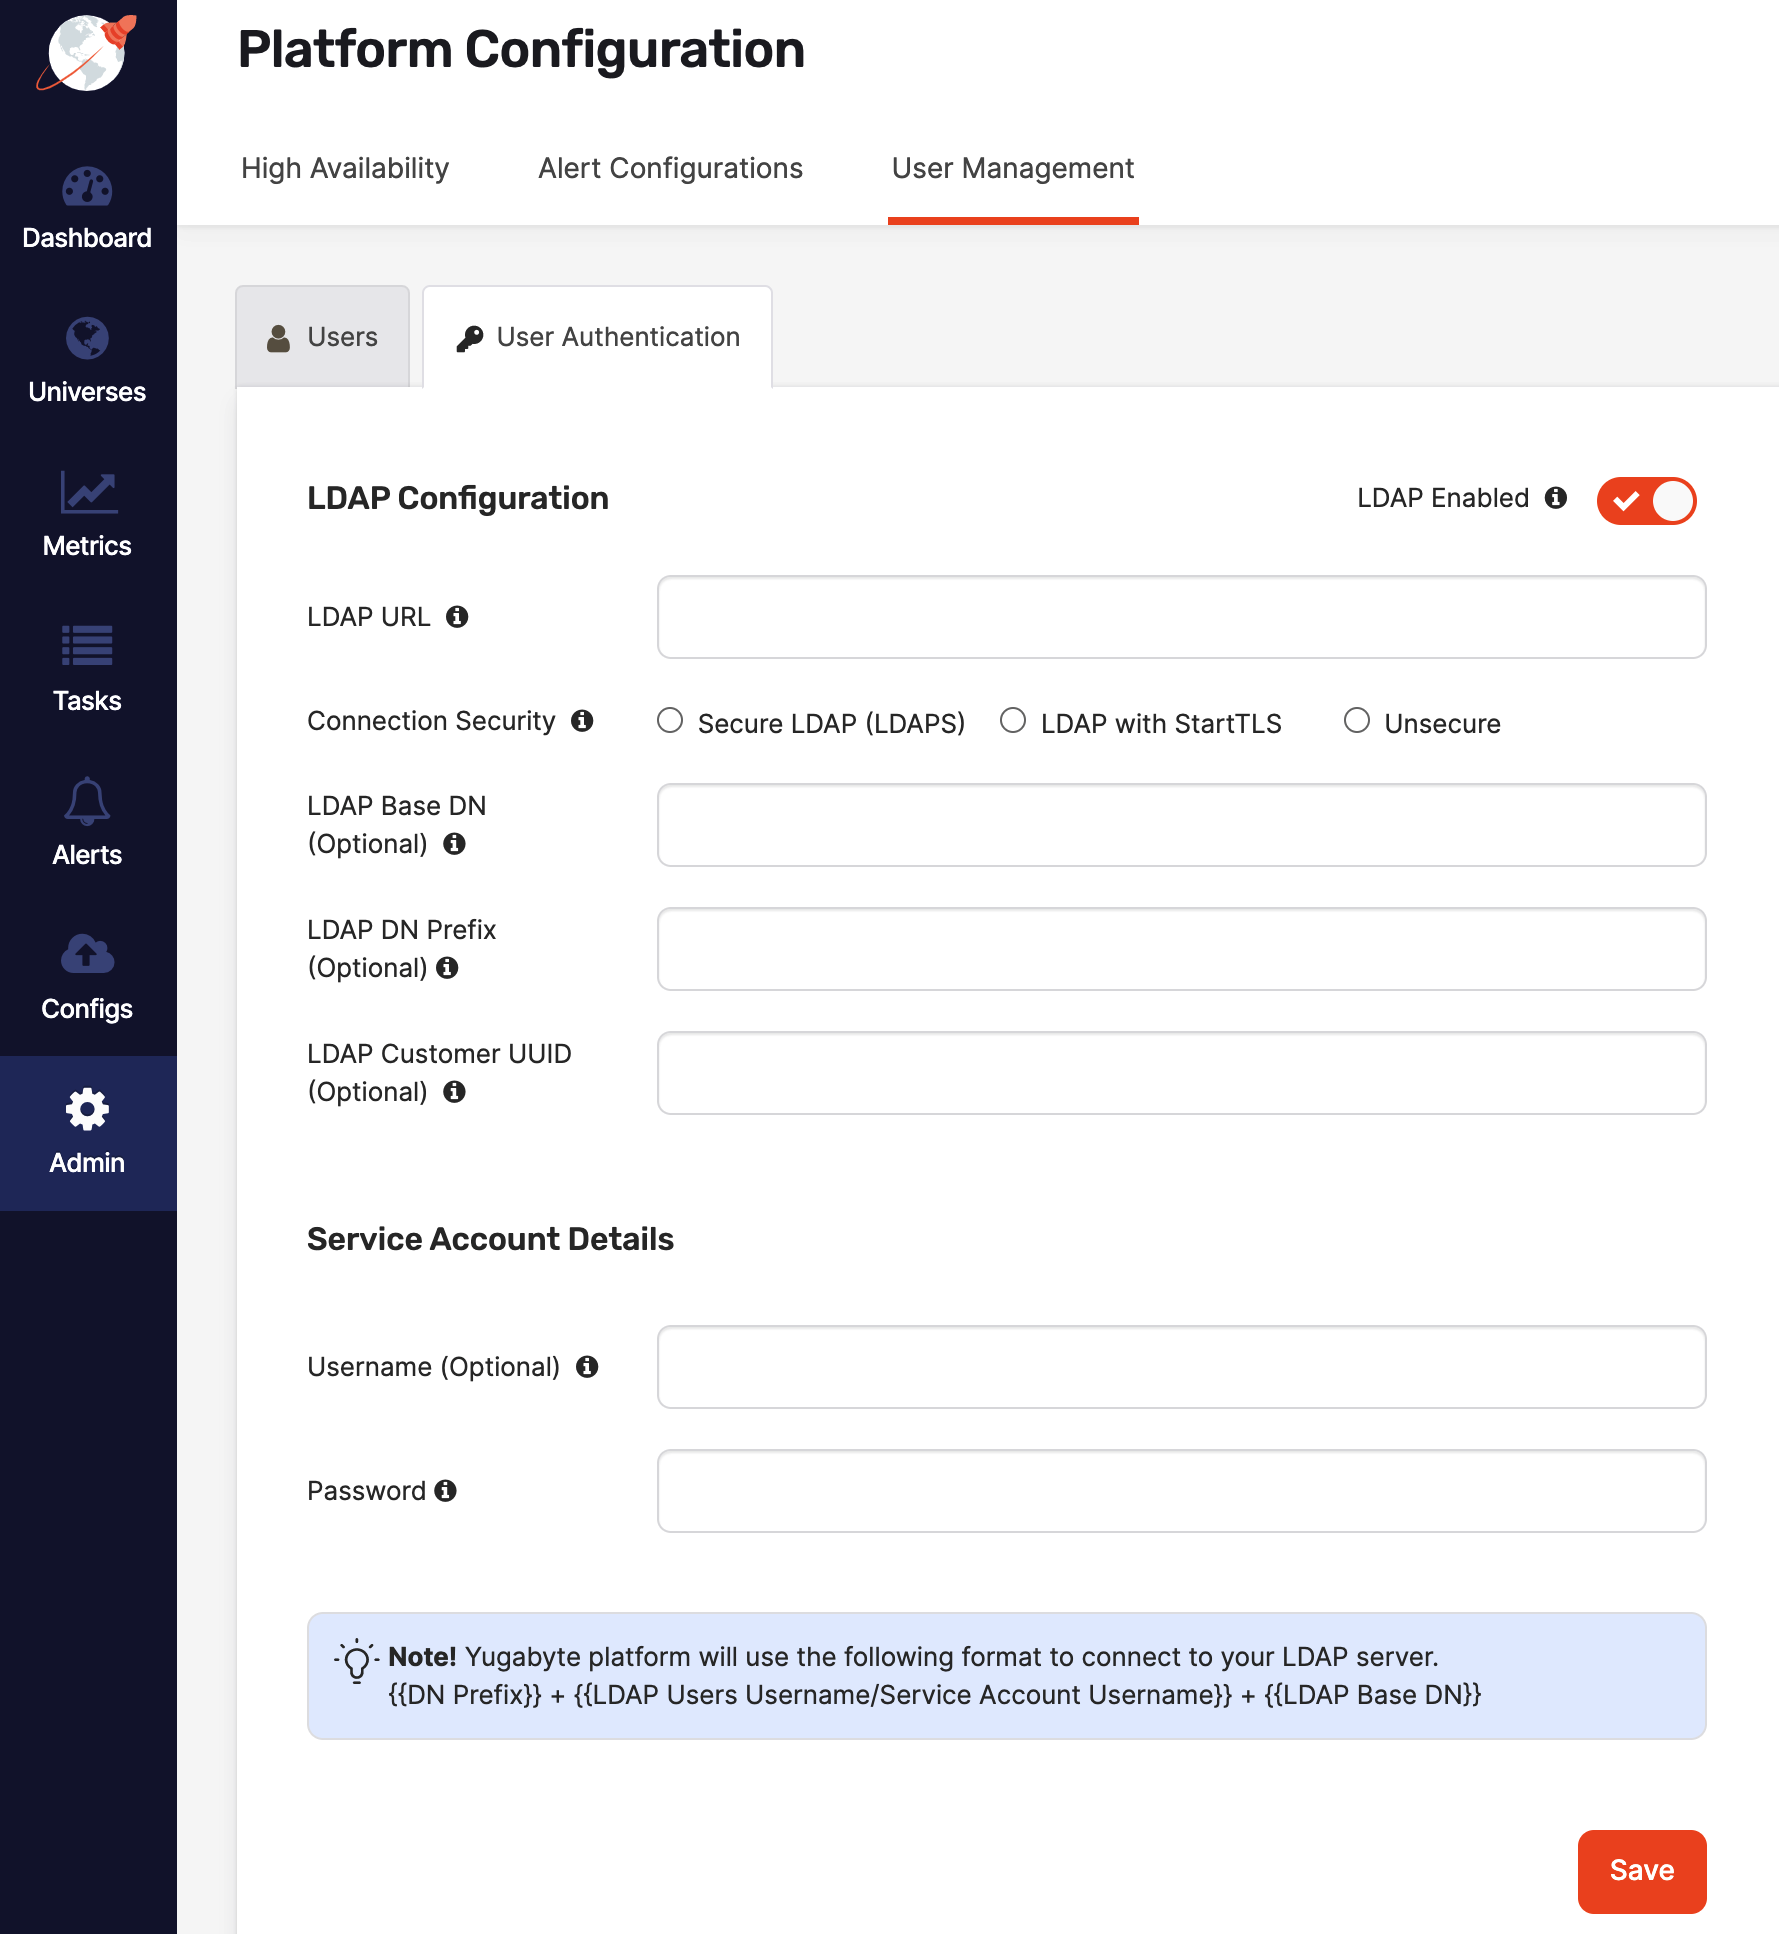 Platform Configuration
High Availability
Alert Configurations
User Management
Dashboard
Universes
Metrics
Tasks
Alerts
Configs
Admin
Users
User Authentication
LDAP Configuration
LDAP Enabled
LDAP URL
Connection Security
Secure LDAP (LDAPS)
LDAP with StartTLS
Unsecure
LDAP Base DN
(Optional)
LDAP DN Prefix
(Optional)
LDAP Customer UUID
(Optional)
Service Account Details
Username (Optional)
Password
Note! Yugabyte platform will use the following format to connect to your LDAP server.
{{DN Prefix}} + {{LDAP Users Username/Service Account Username}} + {{LDAP Base DN}}
Save